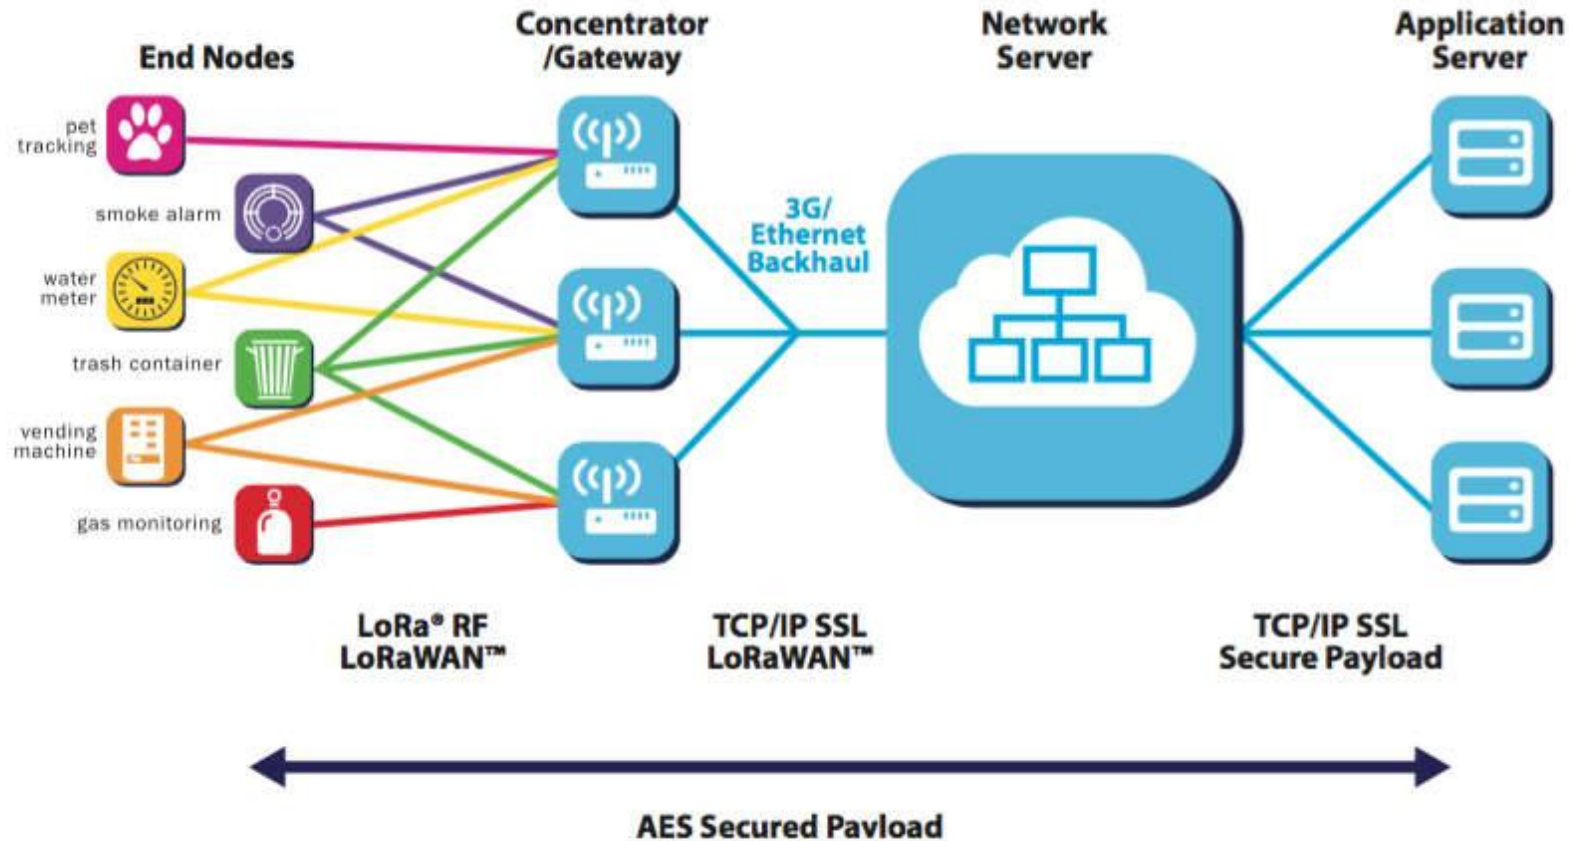 End Nodes
Concentrator
/Gateway
Network
Server
Application
Server
pet
tracking
smoke alarm
water
meter
trash container
vending
machine
gas monitoring
3G/
Ethernet
Backhaul
LoRa® RF
LoRaWAN™
TCP/IP SSL
LoRaWAN™
TCP/IP SSL
Secure Payload
AES Secured Payload